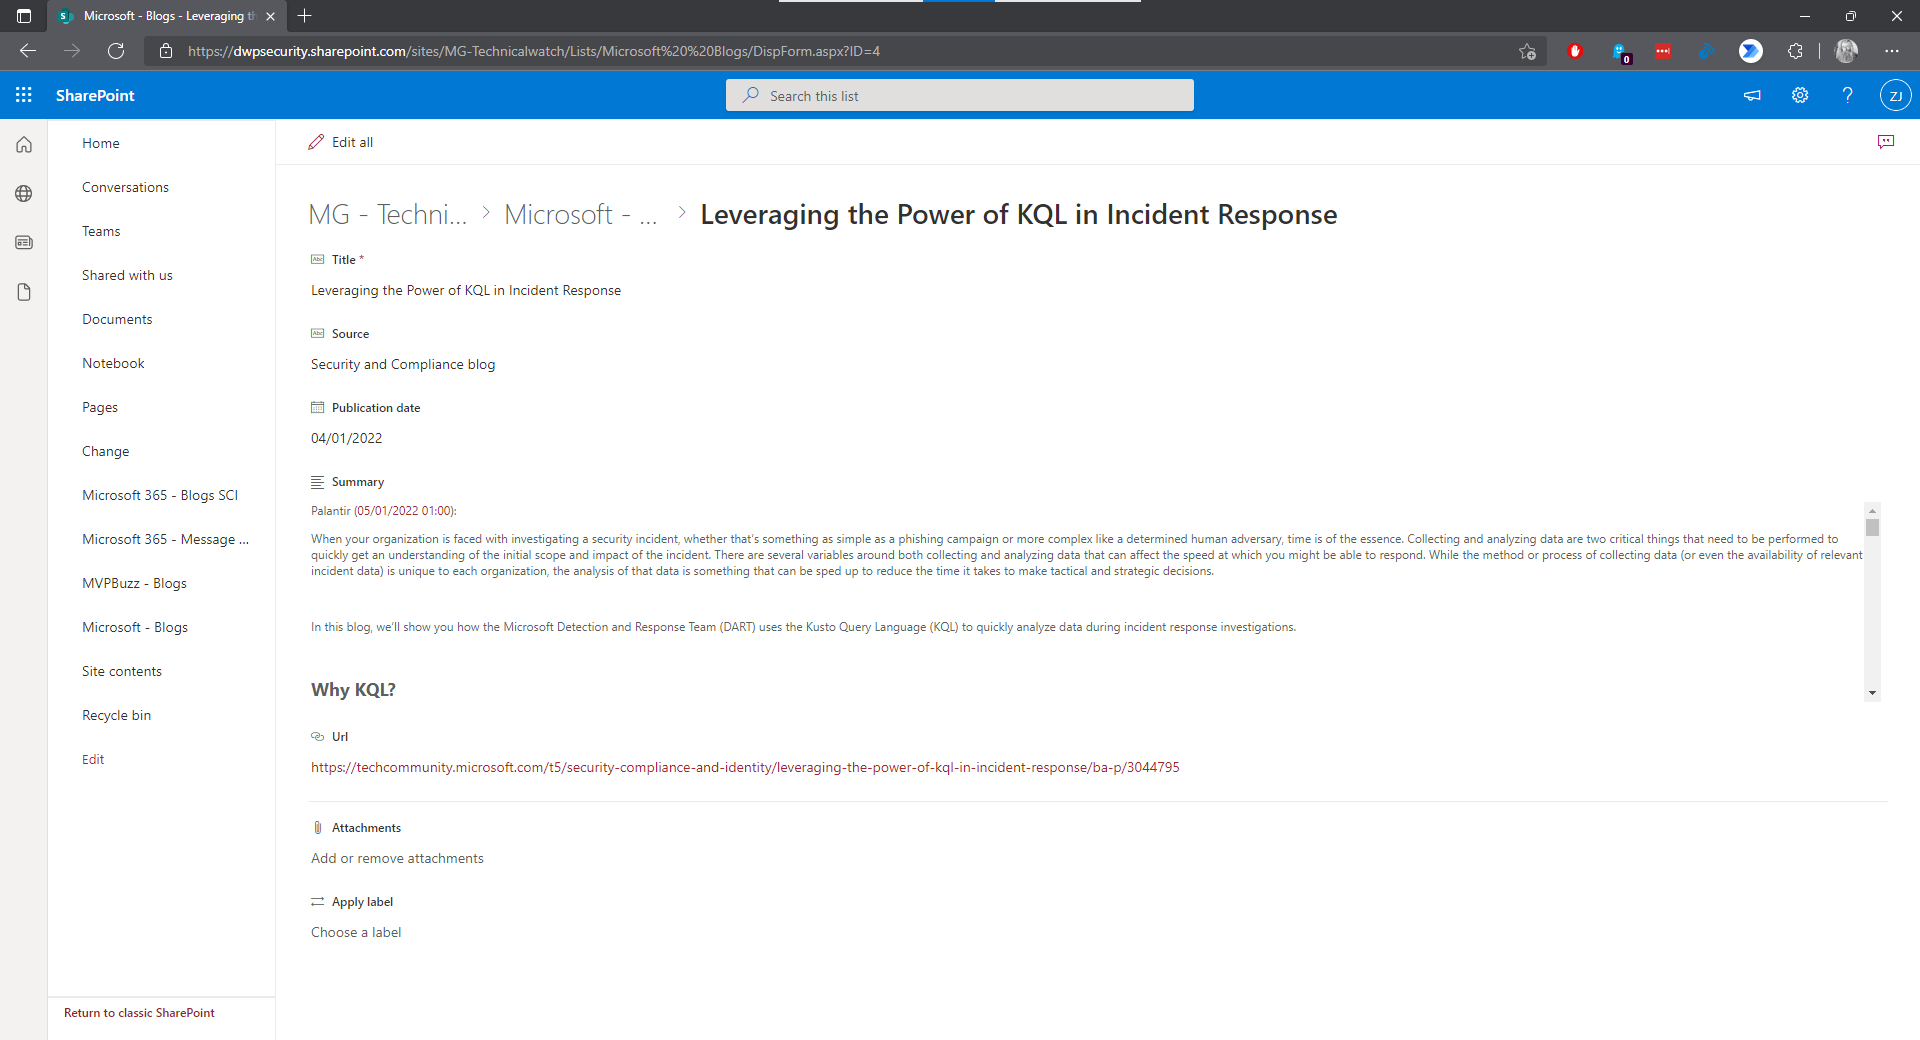 Microsoft - Blogs - Leveraging th
https://dwpsecurity.sharepoint.com/sites/MG-Technicalwatch/Lists/Microsoft%20%20Blogs/DispForm.aspx?ID=4
0
SharePoint
Search this list
ZJ
Home
Conversations
Teams
Shared with us
Documents
Notebook
Pages
Change
Microsoft 365 - Blogs SCI
Microsoft 365 - Message ...
MVPBuzz - Blogs
Microsoft - Blogs
Site contents
Recycle bin
Edit
Return to classic SharePoint
Edit all
MG - Techni... > Microsoft - ... > Leveraging the Power of KQL in Incident Response
Abc Title *
Leveraging the Power of KQL in Incident Response
Abc Source
Security and Compliance blog
Publication date
04/01/2022
Summary
Palantir (05/01/2022 01:00):
When your organization is faced with investigating a security incident, whether that's something as simple as a phishing campaign or more complex like a determined human adversary, time is of the essence. Collecting and analyzing data are two critical things that need to be performed to
quickly get an understanding of the initial scope and impact of the incident. There are several variables around both collecting and analyzing data that can affect the speed at which you might be able to respond. While the method or process of collecting data (or even the availability of relevant
incident data) is unique to each organization, the analysis of that data is something that can be sped up to reduce the time it takes to make tactical and strategic decisions.
In this blog, we'll show you how the Microsoft Detection and Response Team (DART) uses the Kusto Query Language (KQL) to quickly analyze data during incident response investigations.
Why KQL?
Url
https://techcommunity.microsoft.com/t5/security-compliance-and-identity/leveraging-the-power-of-kql-in-incident-response/ba-p/3044795
Attachments
Add or remove attachments
Apply label
Choose a label